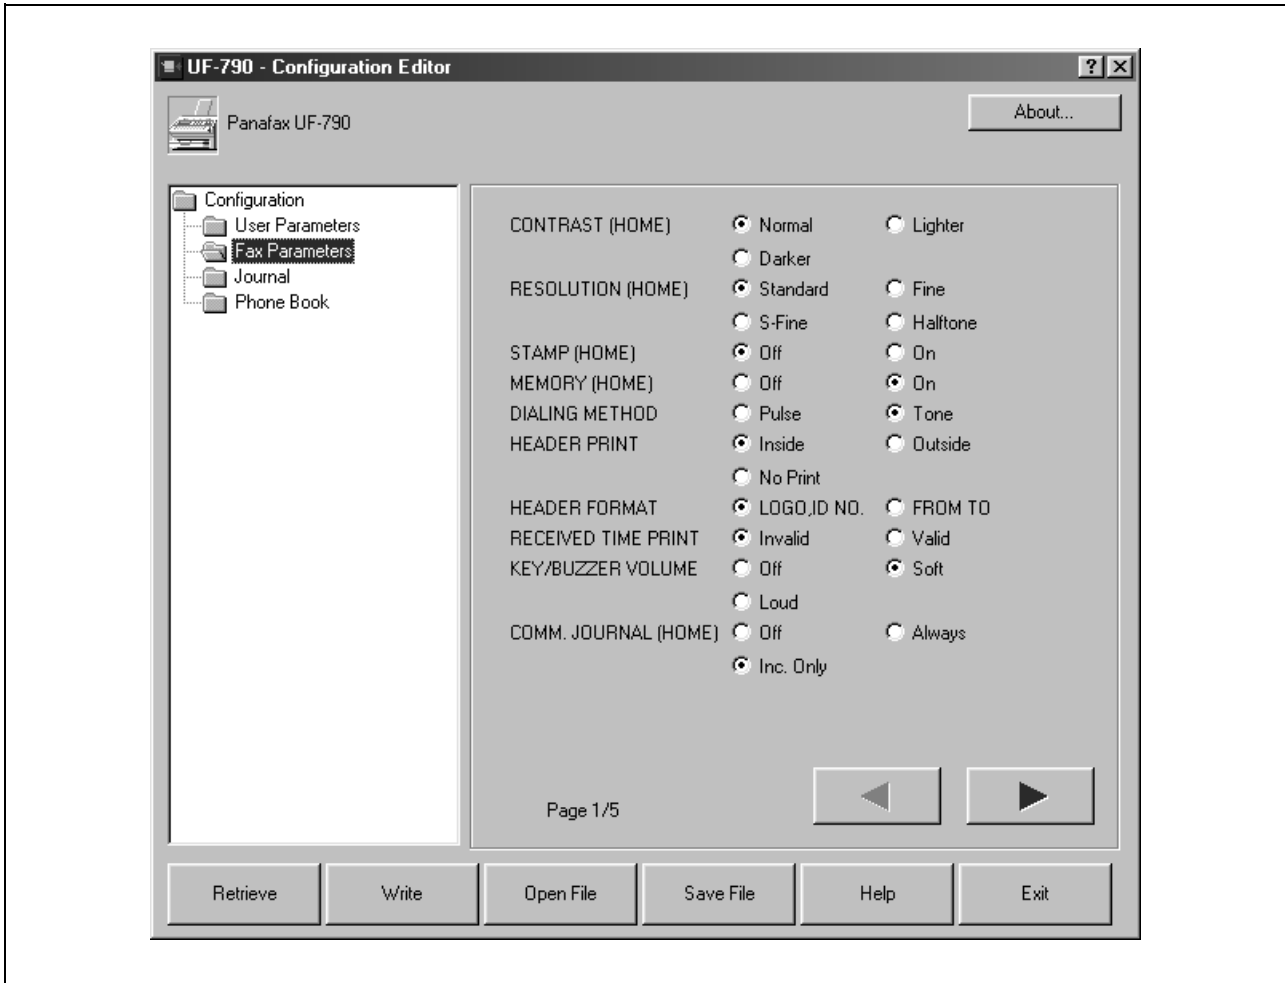 UF-790 - Configuration Editor
Panafax UF-790
About...
Configuration
User Parameters
Fax Parameters
Journal
Phone Book
CONTRAST (HOME) Normal Lighter
Darker
RESOLUTION (HOME) Standard Fine
S-Fine Halftone
STAMP (HOME) Off On
MEMORY (HOME) Off On
DIALING METHOD Pulse Tone
HEADER PRINT Inside Outside
No Print
HEADER FORMAT LOGO,ID NO. FROM TO
RECEIVED TIME PRINT Invalid Valid
KEY/BUZZER VOLUME Off Soft
Loud
COMM. JOURNAL (HOME) Off Always
Inc. Only
Page 1/5
Retrieve Write Open File Save File Help Exit